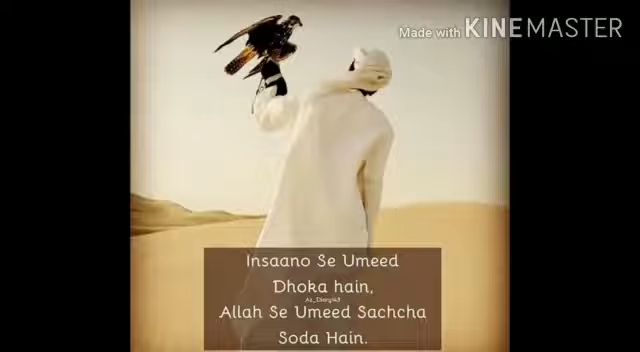 Made with KINEMASTER
Insaano Se Umeed
Dhoka hain,
Allah Se Umeed Sachcha
Soda Hain.